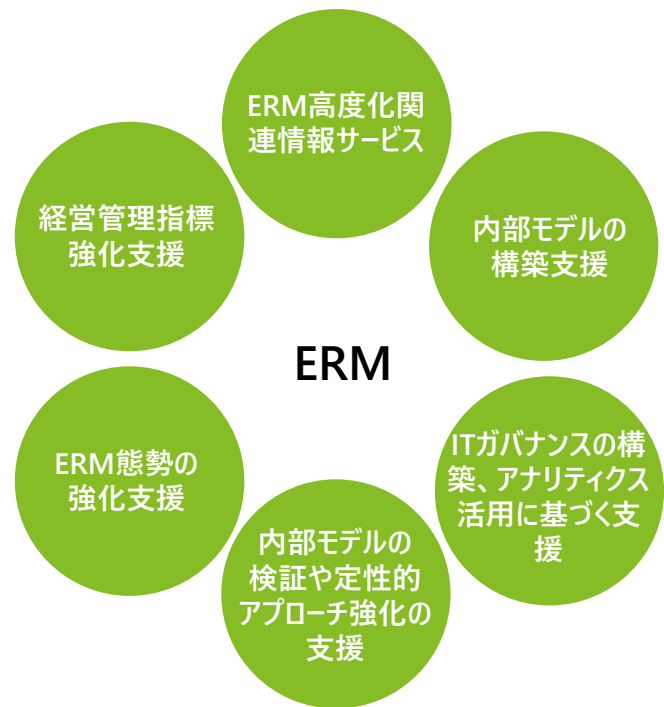 ERM高度化関
連情報サービス
経営管理指標
強化支援
内部モデルの
構築支援
ERM
ERM態勢の
強化支援
ITガバナンスの構
築、アナリティクス
活用に基づく支
援
内部モデルの
検証や定性的
アプローチ強化の
支援